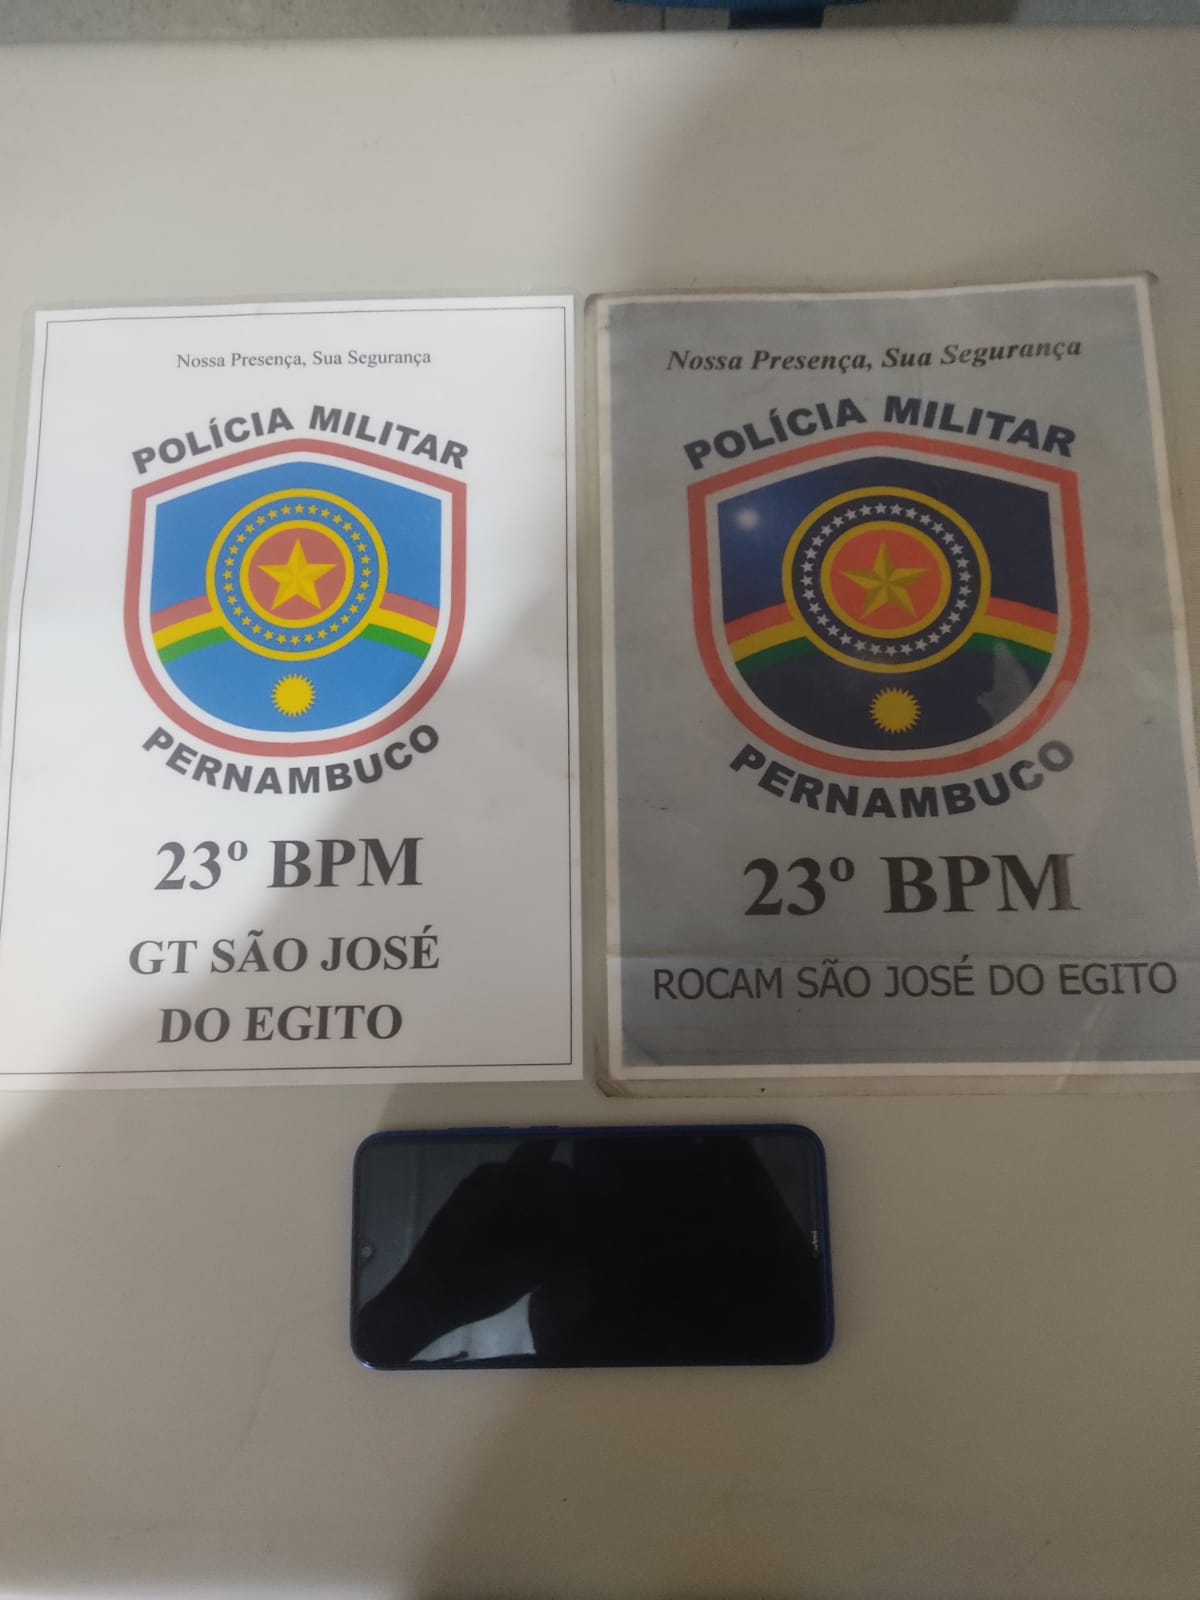 Nossa Presença, Sua Segurança
POLÍCIA MILITAR
PERNAMBUCO
23º BPM
GT SÃO JOSÉ
DO EGITO
Nossa Presença, Sua Segurança
POLÍCIA MILITAR
PERNAMBUCO
23º BPM
ROCAM SÃO JOSÉ DO EGITO